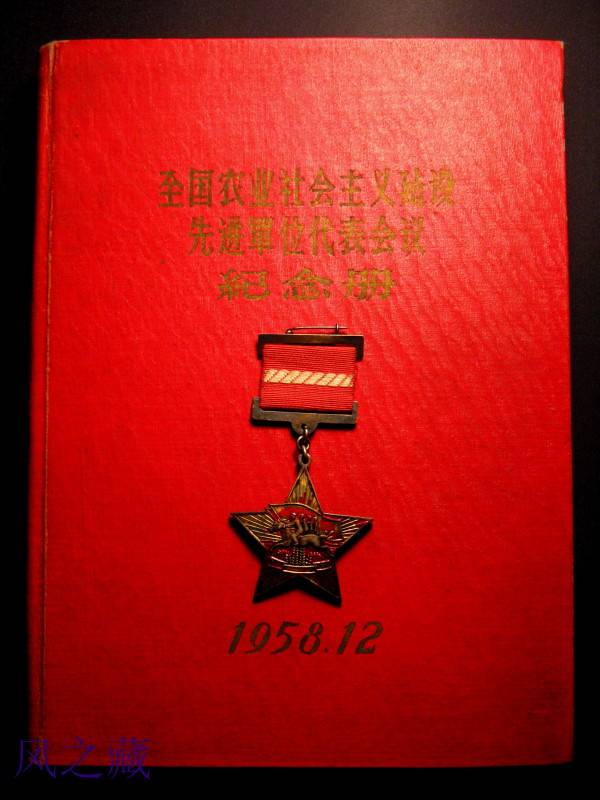 全国农业社会主义建设
先进單位代表会议
紀念册
1958.12
风之藏